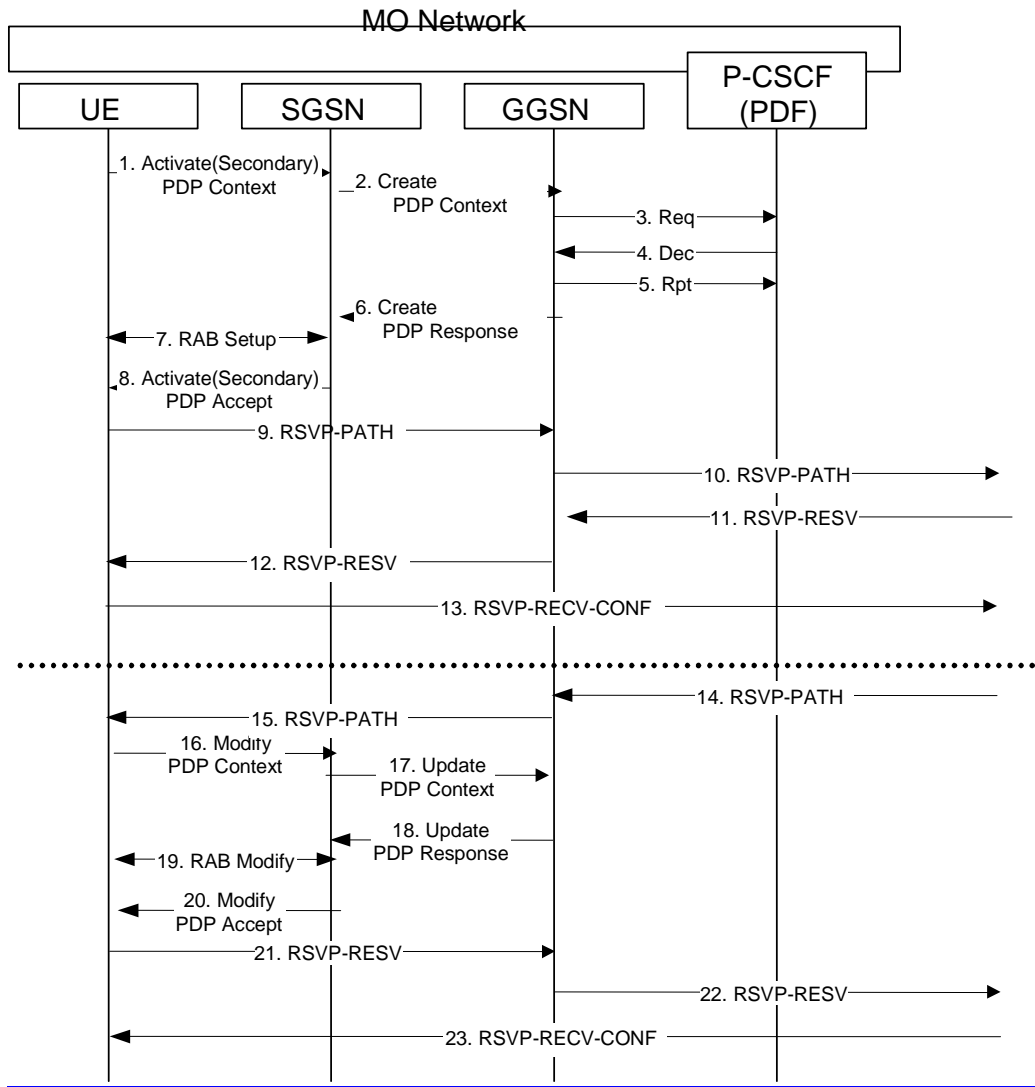 MO Network
UE
SGSN
GGSN
P-CSCF
(PDF)
1. Activate(Secondary)
PDP Context
2. Create
PDP Context
3. Req
4. Dec
5. Rpt
6. Create
PDP Response
7. RAB Setup
8. Activate(Secondary)
PDP Accept
9. RSVP-PATH
10. RSVP-PATH
11. RSVP-RESV
12. RSVP-RESV
13. RSVP-RECV-CONF
14. RSVP-PATH
15. RSVP-PATH
16. Modify
PDP Context
17. Update
PDP Context
18. Update
PDP Response
19. RAB Modify
20. Modify
PDP Accept
21. RSVP-RESV
22. RSVP-RESV
23. RSVP-RECV-CONF